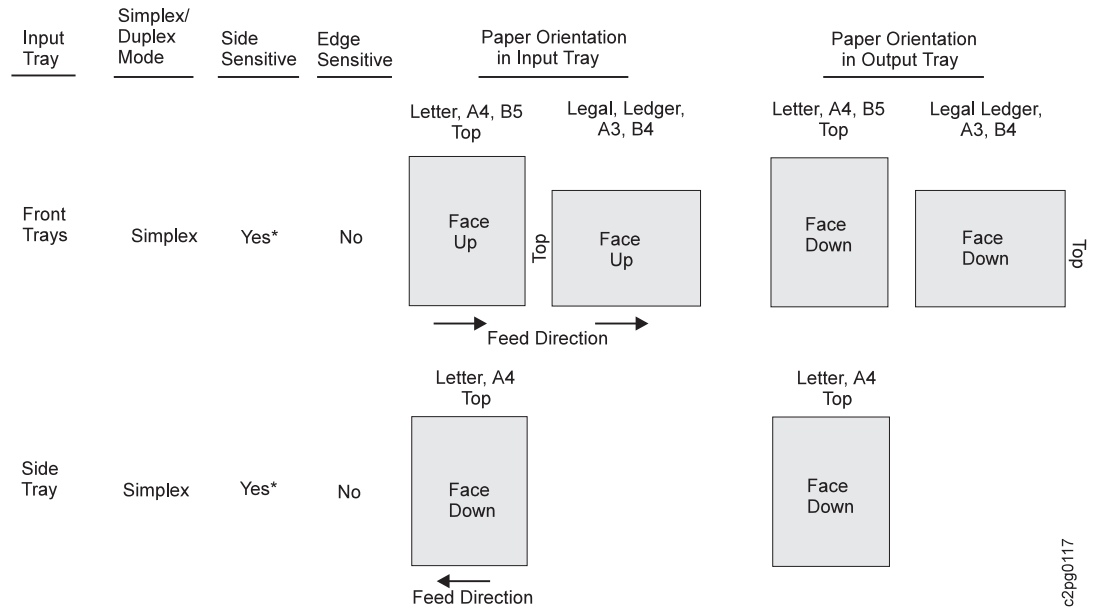 Input
Tray
Simplex/
Duplex
Mode
Side
Sensitive
Edge
Sensitive
Paper Orientation
in Input Tray
Paper Orientation
in Output Tray
Letter, A4, B5
Top
Legal, Ledger,
A3, B4
Letter, A4, B5
Top
Legal Ledger,
A3, B4
Front
Trays
Simplex
Yes*
No
Face
Up
Top
Face
Up
Face
Down
Face
Down
Top
Feed Direction
Letter, A4
Top
Letter, A4
Top
Side
Tray
Simplex
Yes*
No
Face
Down
Face
Down
Feed Direction
c2pg0117